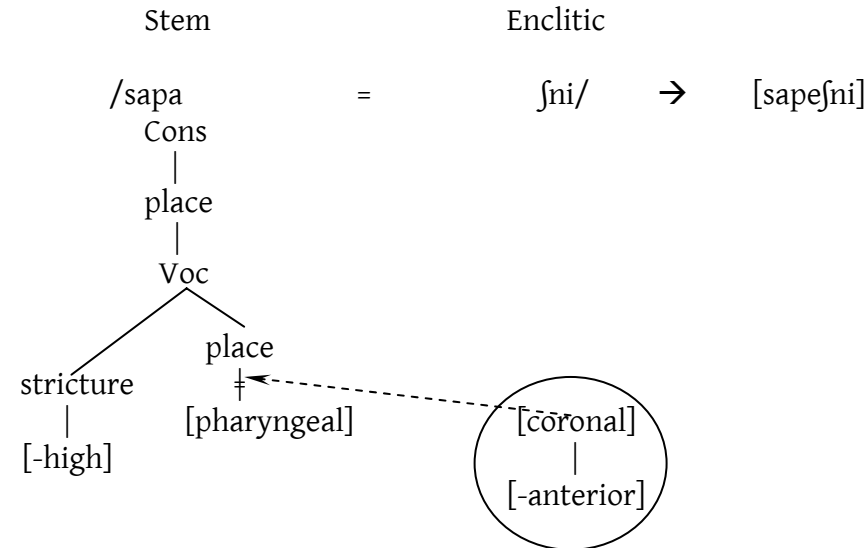 Stem Enclitic
/sapa = ʃni/ → [sapeʃni]
Cons
place
Voc
place
stricture
[pharyngeal] [coronal]
[-high] [-anterior]